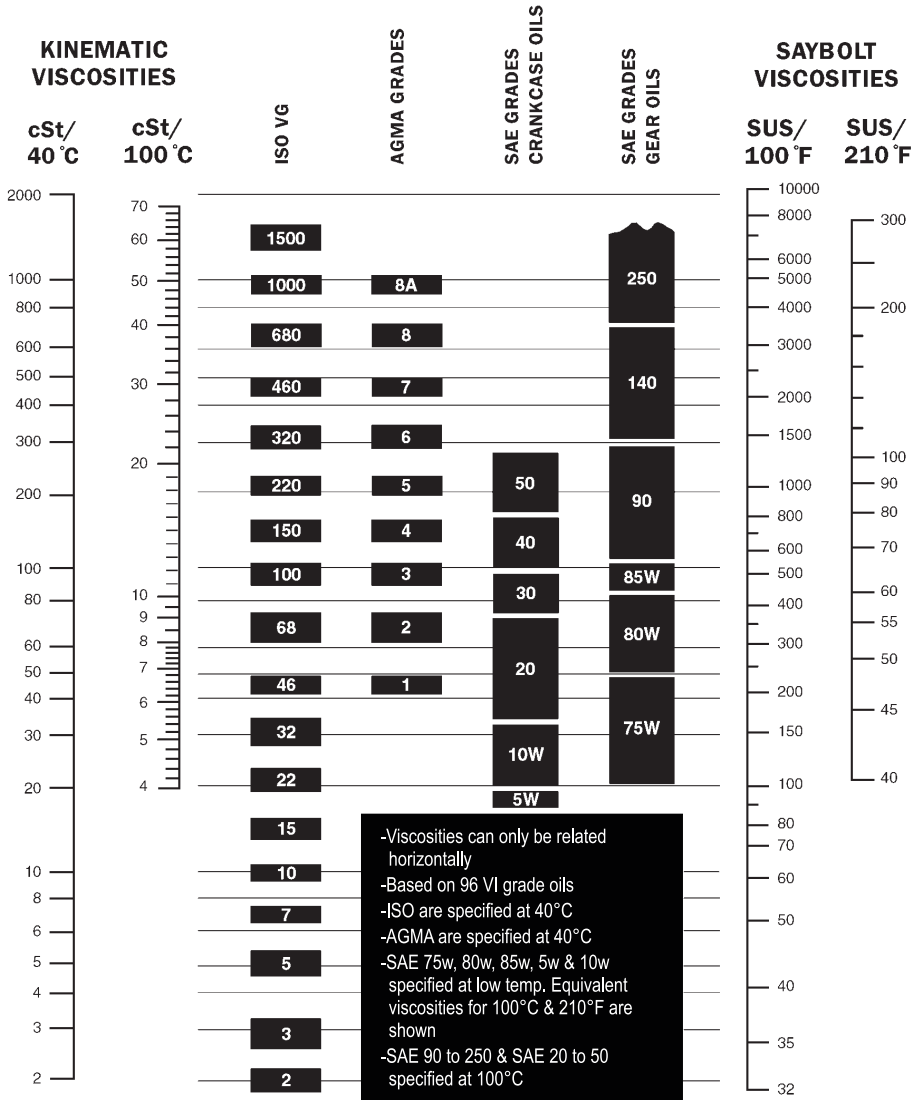 KINEMATIC
VISCOSITIES
cSt/
40°C
cSt/
100°C
ISO VG
AGMA GRADES
SAE GRADES
CRANKCASE OILS
SAE GRADES
GEAR OILS
SAYBOLT
VISCOSITIES
SUS/
100°F
SUS/
210°F
2000
1000
800
600
500
400
300
200
100
80
60
50
40
30
20
10
8
6
5
4
3
2
70
60
50
40
30
20
10
9
8
7
6
5
4
1500
1000
680
460
320
220
150
100
68
46
32
22
15
10
7
5
3
2
8A
8
7
6
5
4
3
2
1
50
40
30
20
10W
5W
250
140
90
85W
80W
75W
10000
8000
6000
5000
4000
3000
2000
1500
1000
800
600
500
400
300
200
150
100
80
70
60
50
40
35
32
300
200
100
90
80
70
60
55
50
45
40
-Viscosities can only be related
horizontally
-Based on 96 VI grade oils
-ISO are specified at 40°C
-AGMA are specified at 40°C
-SAE 75w, 80w, 85w, 5w & 10w
specified at low temp. Equivalent
viscosities for 100°C & 210°F are
shown
-SAE 90 to 250 & SAE 20 to 50
specified at 100°C